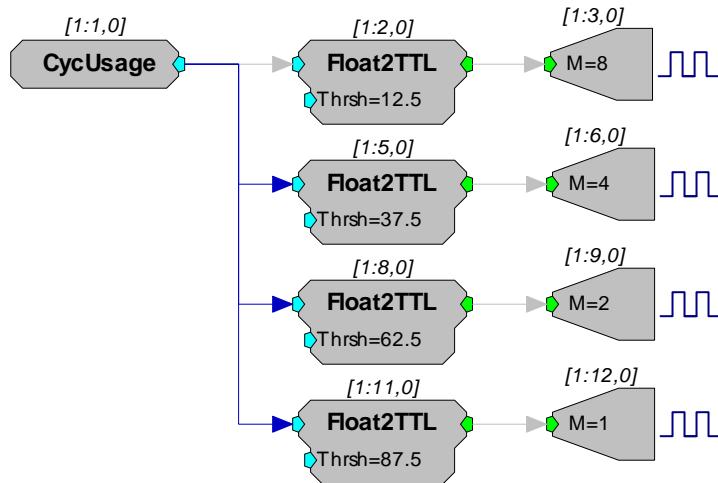 [1:1,0]
CycUsage
[1:2,0]
Float2TTL
Thrsh=12.5
[1:3,0]
M=8
[1:5,0]
Float2TTL
Thrsh=37.5
[1:6,0]
M=4
[1:8,0]
Float2TTL
Thrsh=62.5
[1:9,0]
M=2
[1:11,0]
Float2TTL
Thrsh=87.5
[1:12,0]
M=1